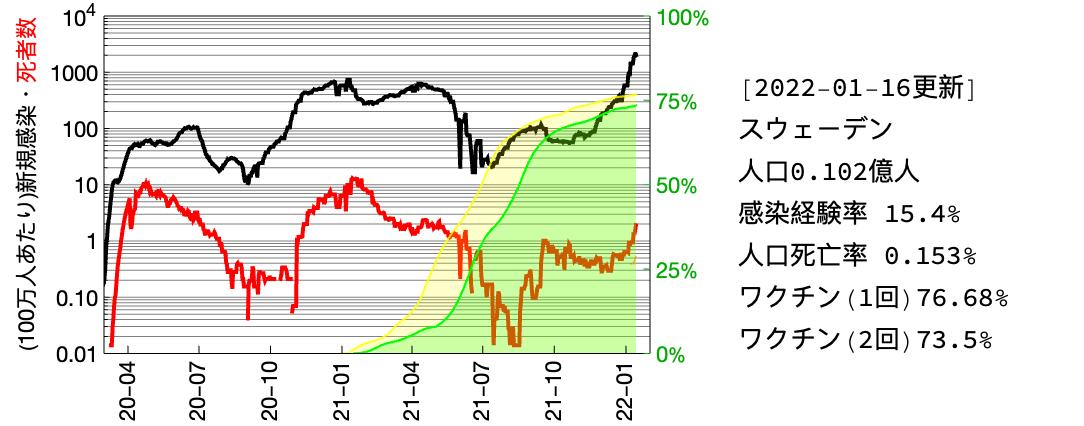 (100万人あたり)新規感染・死者数
10^4
1000
100
10
1
0.10
0.01
100%
75%
50%
25%
0%
20-04
20-07
20-10
21-01
21-04
21-07
21-10
22-01
[2022-01-16更新]
スウェーデン
人口0.102億人
感染経験率 15.4%
人口死亡率 0.153%
ワクチン(1回)76.68%
ワクチン(2回)73.5%